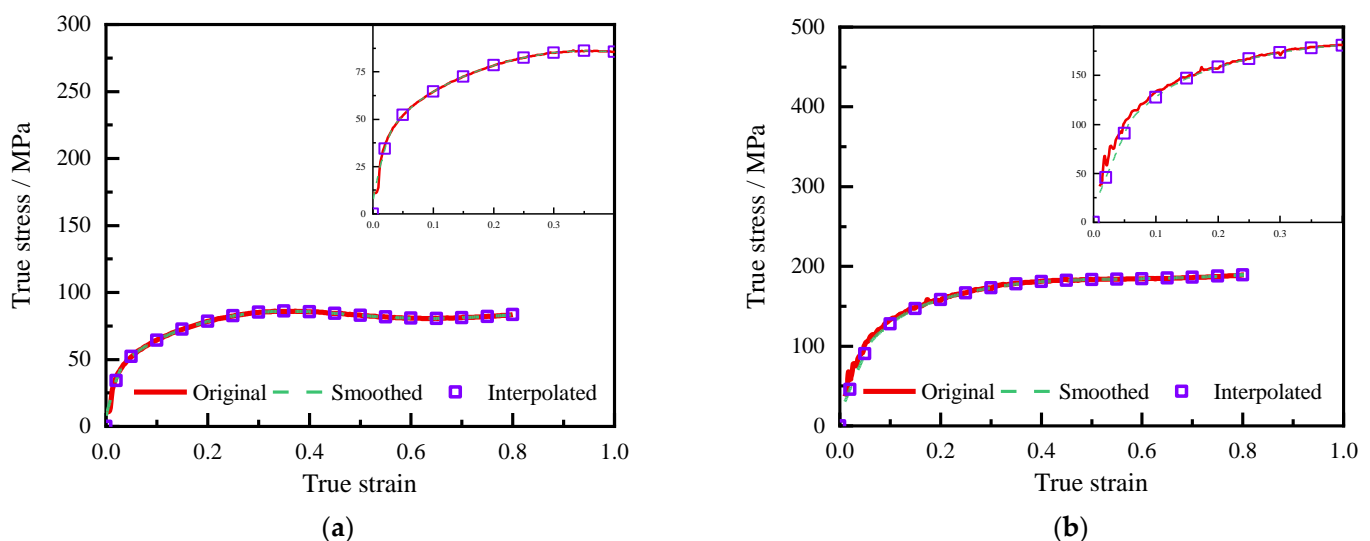 300
250
200
150
100
50
0
True stress / MPa
75
50
25
0
0.0 0.1 0.2 0.3
Original Smoothed Interpolated
0.0 0.2 0.4 0.6 0.8 1.0
True strain
(a)
500
400
300
200
100
0
True stress / MPa
150
100
50
0
0.0 0.1 0.2 0.3
Original Smoothed Interpolated
0.0 0.2 0.4 0.6 0.8 1.0
True strain
(b)